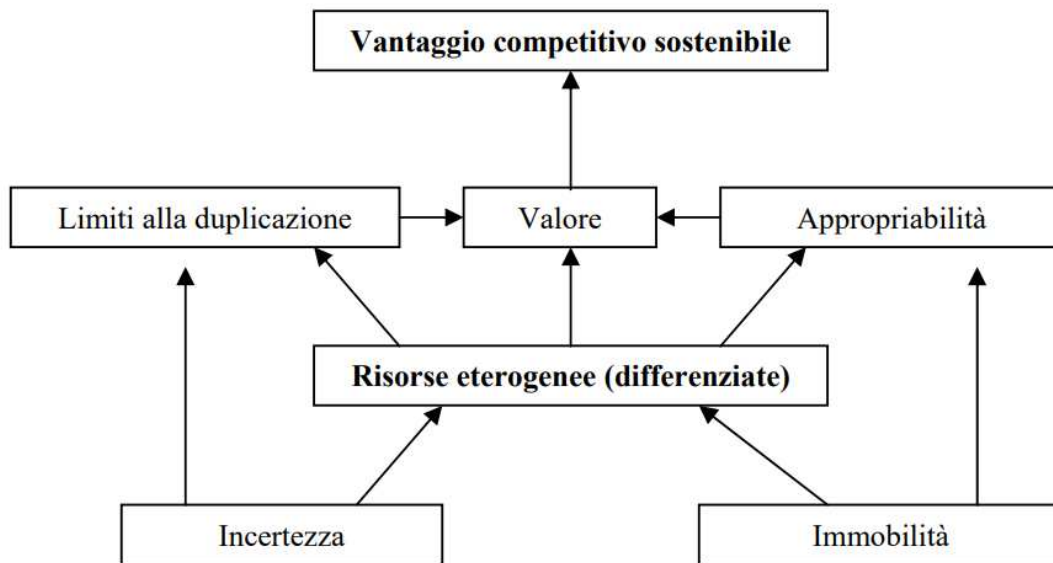 Vantaggio competitivo sostenibile
Limiti alla duplicazione
Valore
Appropriabilità
Risorse eterogenee (differenziate)
Incertezza
Immobilità